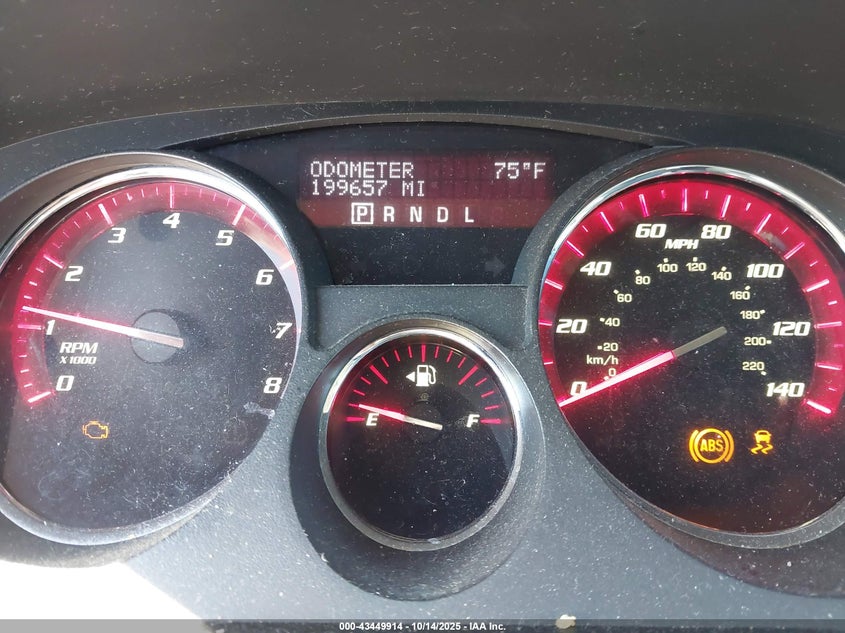 ODOMETER 75°F
199657 MI
P R N D L
0 1 2 3 4 5 6 7 8
RPM
X1000
E F
0 20 40 60 80 100 120 140
MPH
0 20 40 60 80 100 120 140 160 180 200 220
km/h
ABS
000-43449914 - 10/14/2025 - IAA Inc.